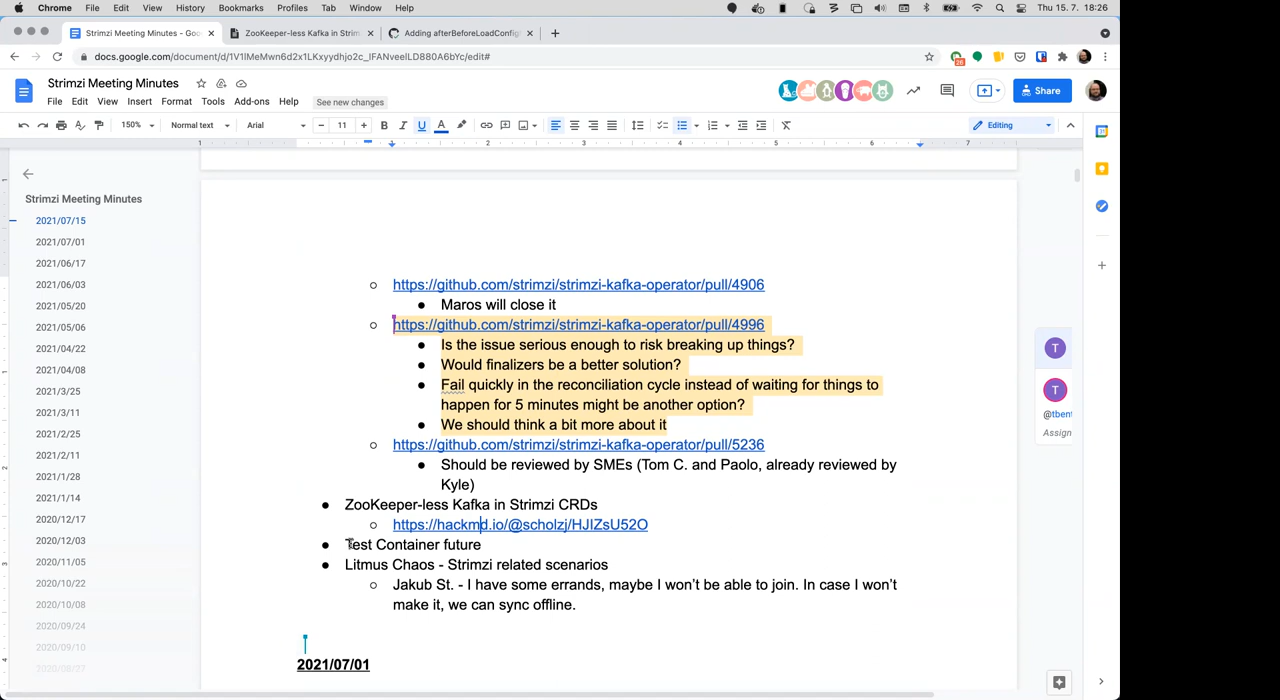 Chrome File Edit View History Bookmarks Profiles Tab Window Help Thu 15. 7. 18:26
Strimzi Meeting Minutes - Goo × ZooKeeper-less Kafka in Strim × Adding afterBeforeLoadConfig ×
docs.google.com/document/d/1V1lMeMwn6d2x1LKxyydhjo2c_IFANveelLD880A6bYc/edit# 26
Strimzi Meeting Minutes
File Edit View Insert Format Tools Add-ons Help See new changes Share
150% Normal text Arial 11 B I U A Editing
1 1 2 3 4 5 6 7
Strimzi Meeting Minutes
2021/07/15
2021/07/01
2021/06/17
2021/06/03
2021/05/20
2021/05/06
2021/04/22
2021/04/08
2021/3/25
2021/3/11
2021/2/25
2021/2/11
2021/1/28
2021/1/14
2020/12/17
2020/12/03
2020/11/05
2020/10/22
2020/10/08
2020/09/24
2020/09/10
2020/08/27
https://github.com/strimzi/strimzi-kafka-operator/pull/4906
Maros will close it
https://github.com/strimzi/strimzi-kafka-operator/pull/4996
Is the issue serious enough to risk breaking up things?
Would finalizers be a better solution?
Fail quickly in the reconciliation cycle instead of waiting for things to
happen for 5 minutes might be another option?
We should think a bit more about it
https://github.com/strimzi/strimzi-kafka-operator/pull/5236
Should be reviewed by SMEs (Tom C. and Paolo, already reviewed by
Kyle)
ZooKeeper-less Kafka in Strimzi CRDs
https://hackmd.io/@scholzj/HJIZsU52O
Test Container future
Litmus Chaos - Strimzi related scenarios
Jakub St. - I have some errands, maybe I won't be able to join. In case I won't
make it, we can sync offline.
2021/07/01
T
T
@tbent
Assign